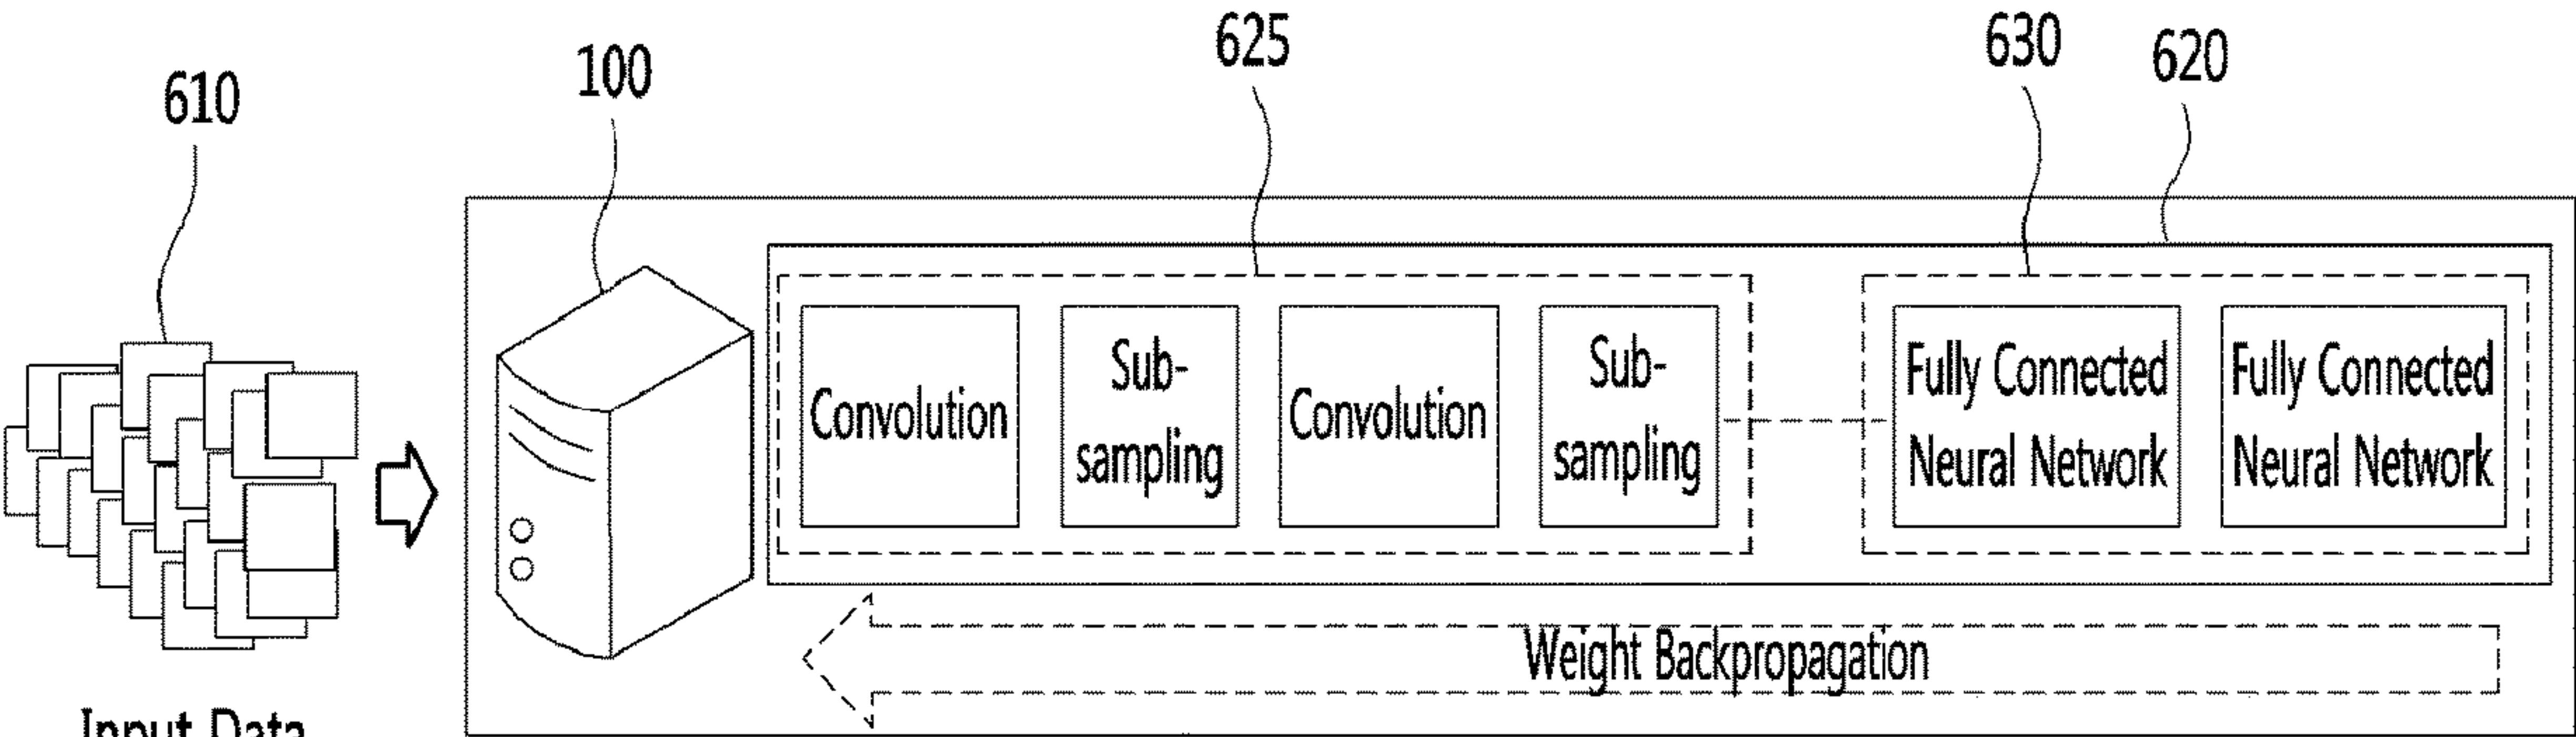 625
630
620
100
610
Convolution
Sub-
sampling
Convolution
Sub-
sampling
Fully Connected
Neural Network
Fully Connected
Neural Network
Weight Backpropagation
Input Data